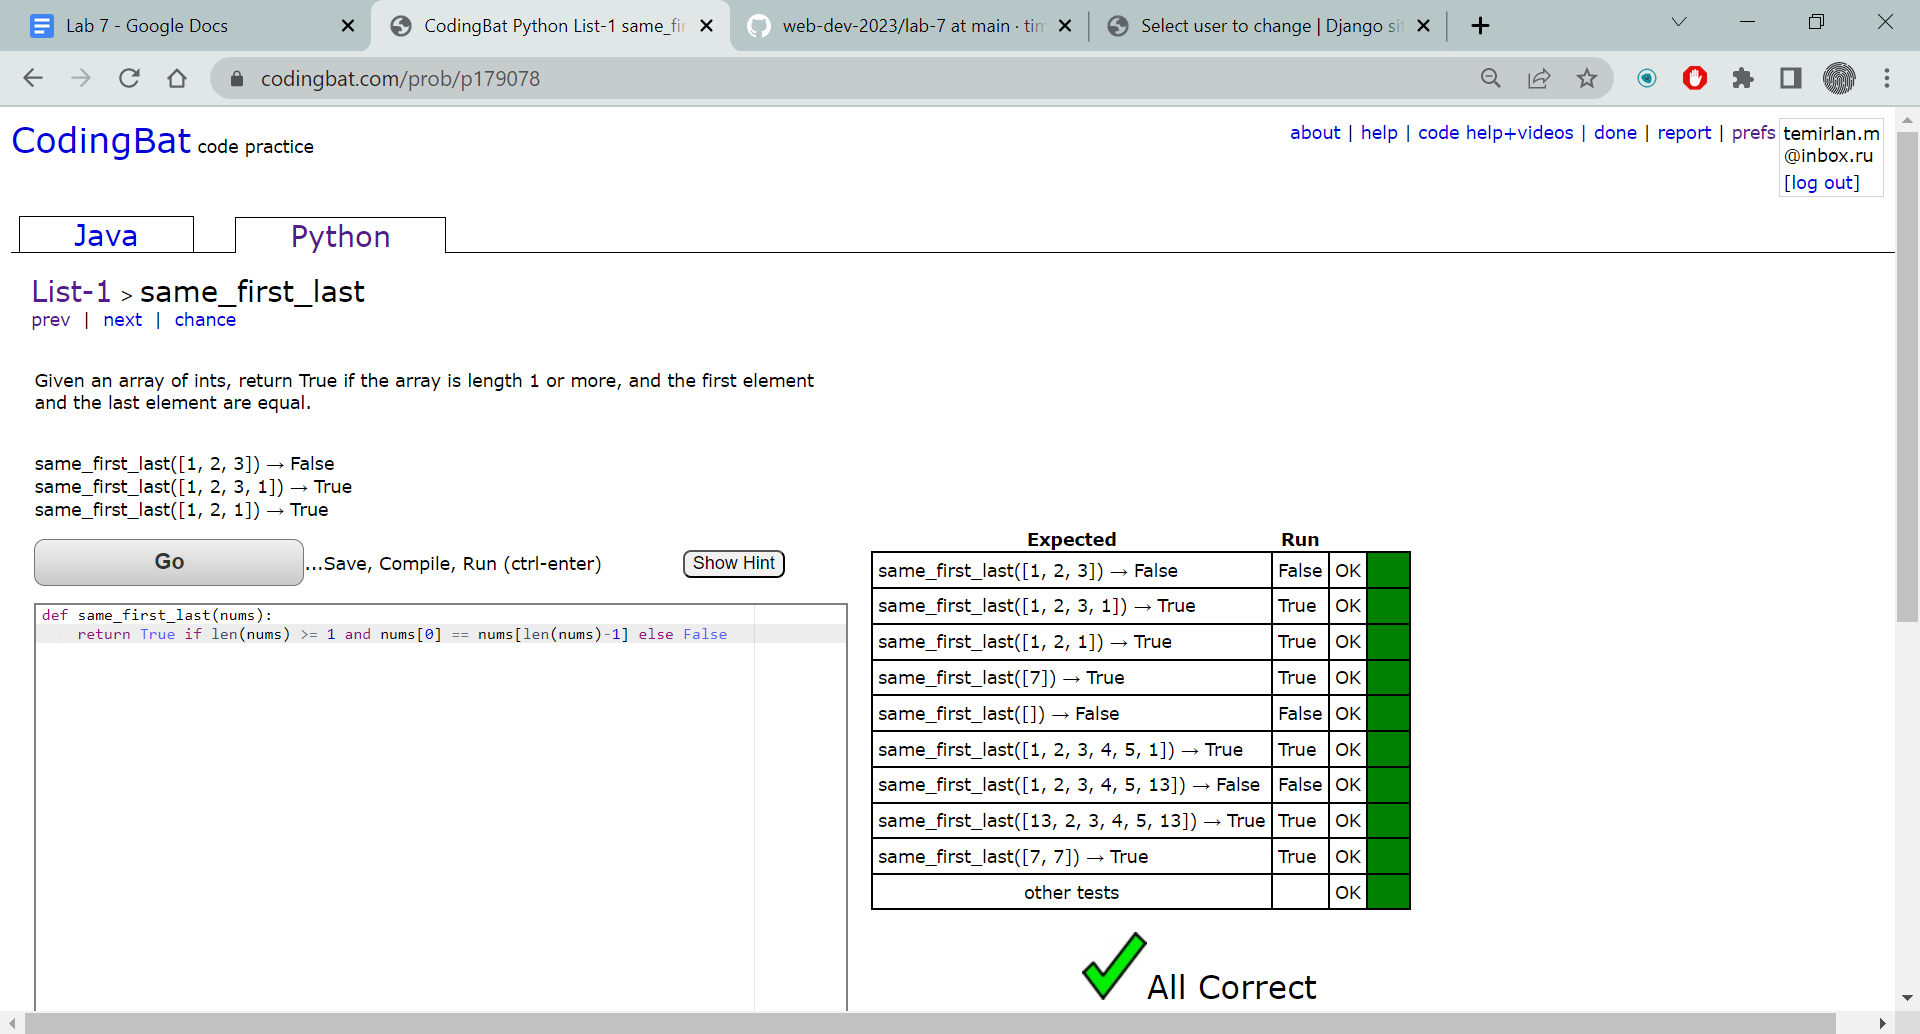 Lab 7 - Google Docs
CodingBat Python List-1 same_fir
web-dev-2023/lab-7 at main · tim
Select user to change | Django sit
codingbat.com/prob/p179078
CodingBat code practice
about | help | code help+videos | done | report | prefs
temirlan.m
@inbox.ru
[log out]
Java
Python
List-1 > same_first_last
prev | next | chance
Given an array of ints, return True if the array is length 1 or more, and the first element
and the last element are equal.
same_first_last([1, 2, 3]) → False
same_first_last([1, 2, 3, 1]) → True
same_first_last([1, 2, 1]) → True
Go
...Save, Compile, Run (ctrl-enter)
Show Hint
def same_first_last(nums):
return True if len(nums) >= 1 and nums[0] == nums[len(nums)-1] else False
Expected Run
same_first_last([1, 2, 3]) → False False OK
same_first_last([1, 2, 3, 1]) → True True OK
same_first_last([1, 2, 1]) → True True OK
same_first_last([7]) → True True OK
same_first_last([]) → False False OK
same_first_last([1, 2, 3, 4, 5, 1]) → True True OK
same_first_last([1, 2, 3, 4, 5, 13]) → False False OK
same_first_last([13, 2, 3, 4, 5, 13]) → True True OK
same_first_last([7, 7]) → True True OK
other tests OK
All Correct